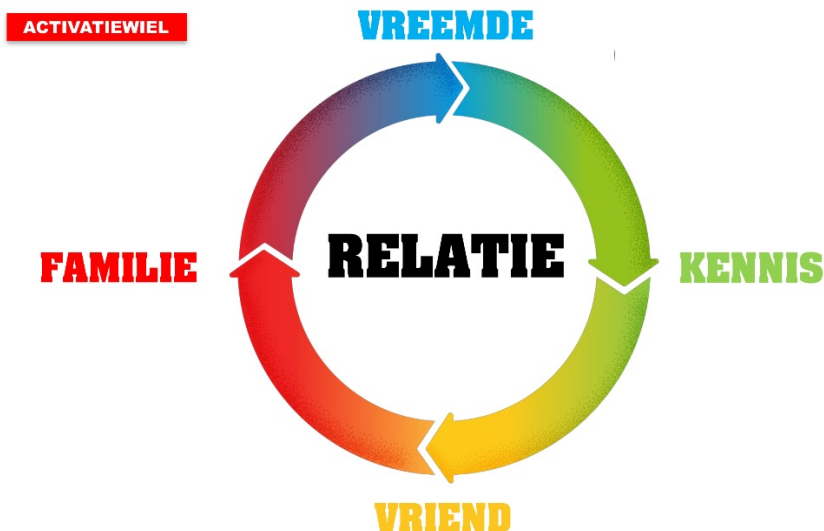 ACTIVATIEWIEL
VREEMDE
FAMILIE
RELATIE
KENNIS
VRIEND